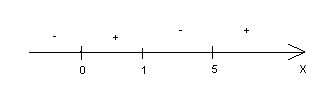 - + - +
0 1 5 X